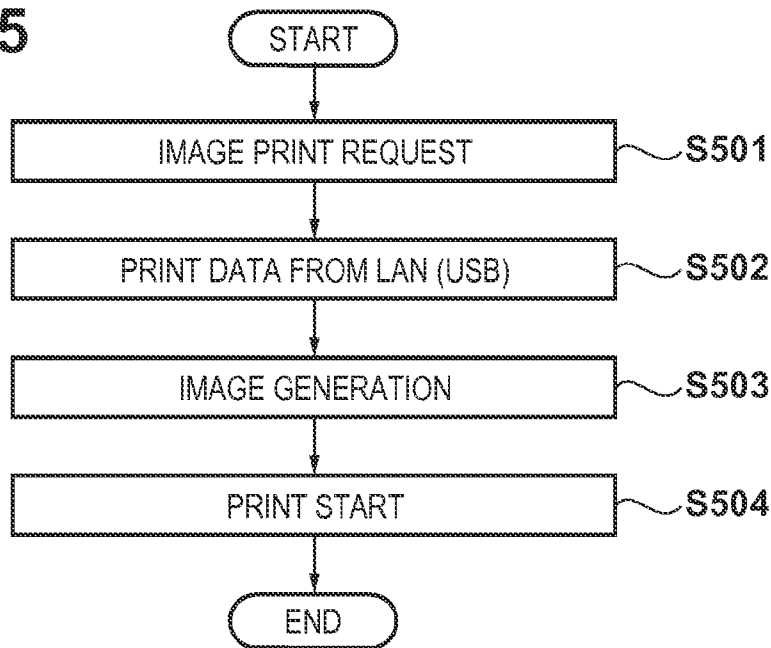 5
START
IMAGE PRINT REQUEST S501
PRINT DATA FROM LAN (USB) S502
IMAGE GENERATION S503
PRINT START S504
END